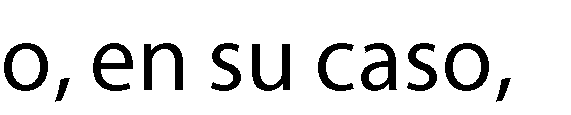 o, en su caso,